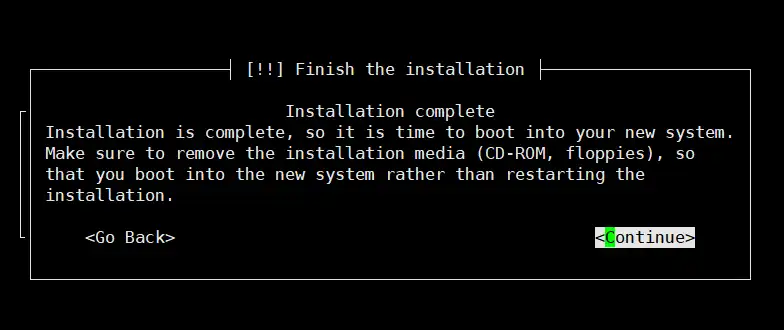 [!!] Finish the installation
Installation complete
Installation is complete, so it is time to boot into your new system.
Make sure to remove the installation media (CD-ROM, floppies), so
that you boot into the new system rather than restarting the
installation.
<Go Back> <Continue>